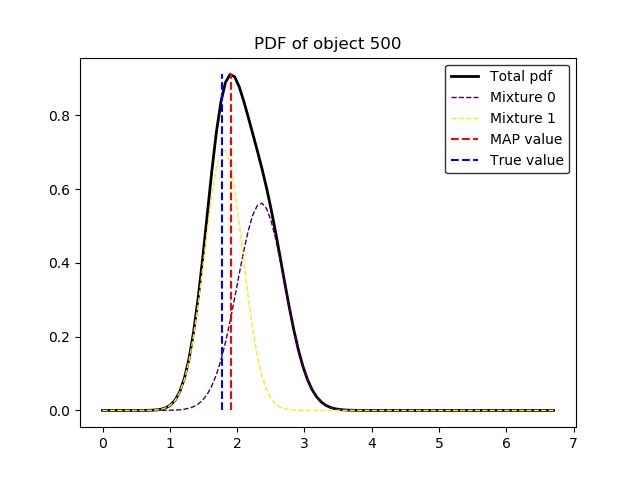 PDF of object 500
Total pdf
Mixture 0
Mixture 1
MAP value
True value
0.8
0.6
0.4
0.2
0.0
0 1 2 3 4 5 6 7